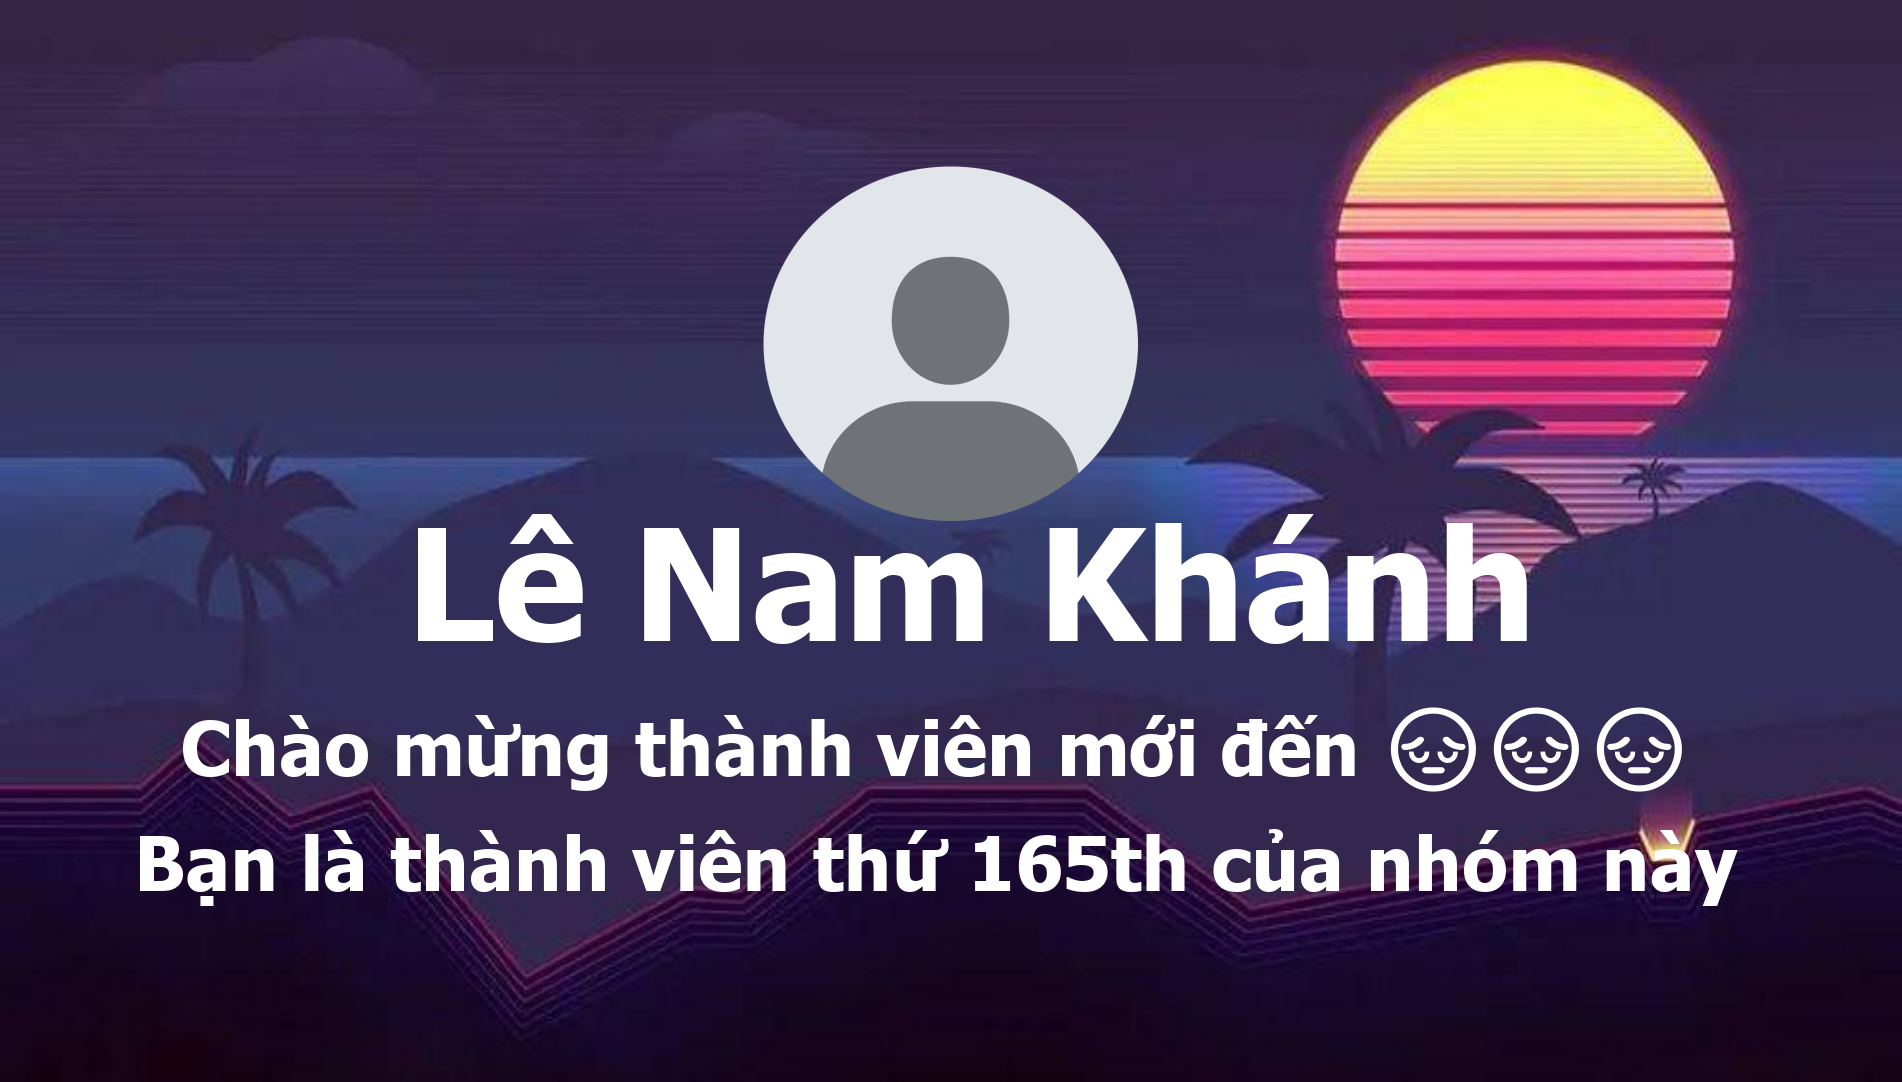 Lê Nam Khánh
Chào mừng thành viên mới đến 😔😔😔
Bạn là thành viên thứ 165th của nhóm này